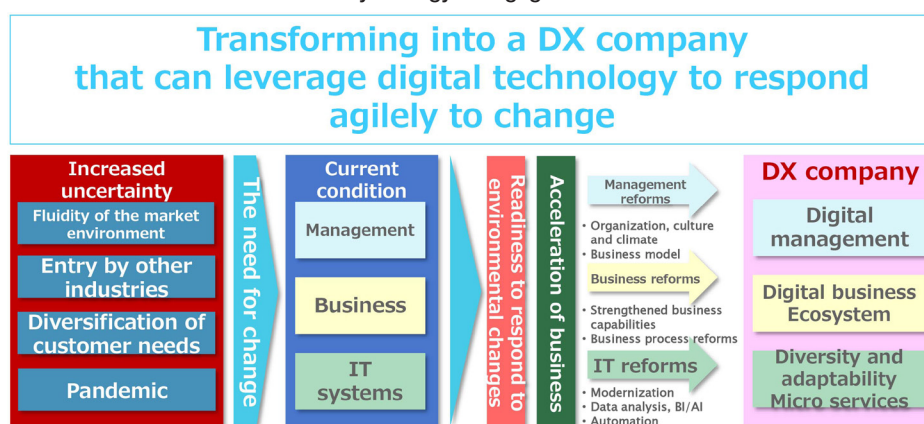 Transforming into a DX company
that can leverage digital technology to respond
agilely to change
Increased
uncertainty
Fluidity of the market
environment
Entry by other
industries
Diversification of
customer needs
Pandemic
The need for change
Current
condition
Management
Business
IT
systems
Readiness to respond to
environmental changes
Acceleration of business
Management
reforms
• Organization, culture
and climate
• Business model
Business reforms
• Strengthened business
capabilities
• Business process reforms
IT reforms
• Modernization
• Data analysis, BI/AI
• Automation
DX company
Digital
management
Digital business
Ecosystem
Diversity and
adaptability
Micro services